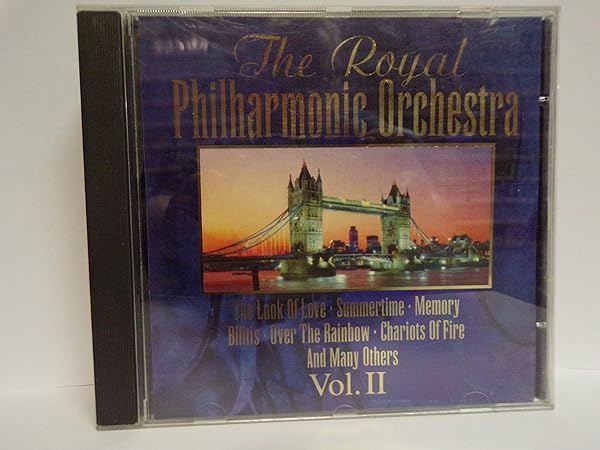 The Royal
Philharmonic Orchestra
The Look Of Love · Summertime · Memory
Bilitis · Over The Rainbow · Chariots Of Fire
And Many Others
Vol. II